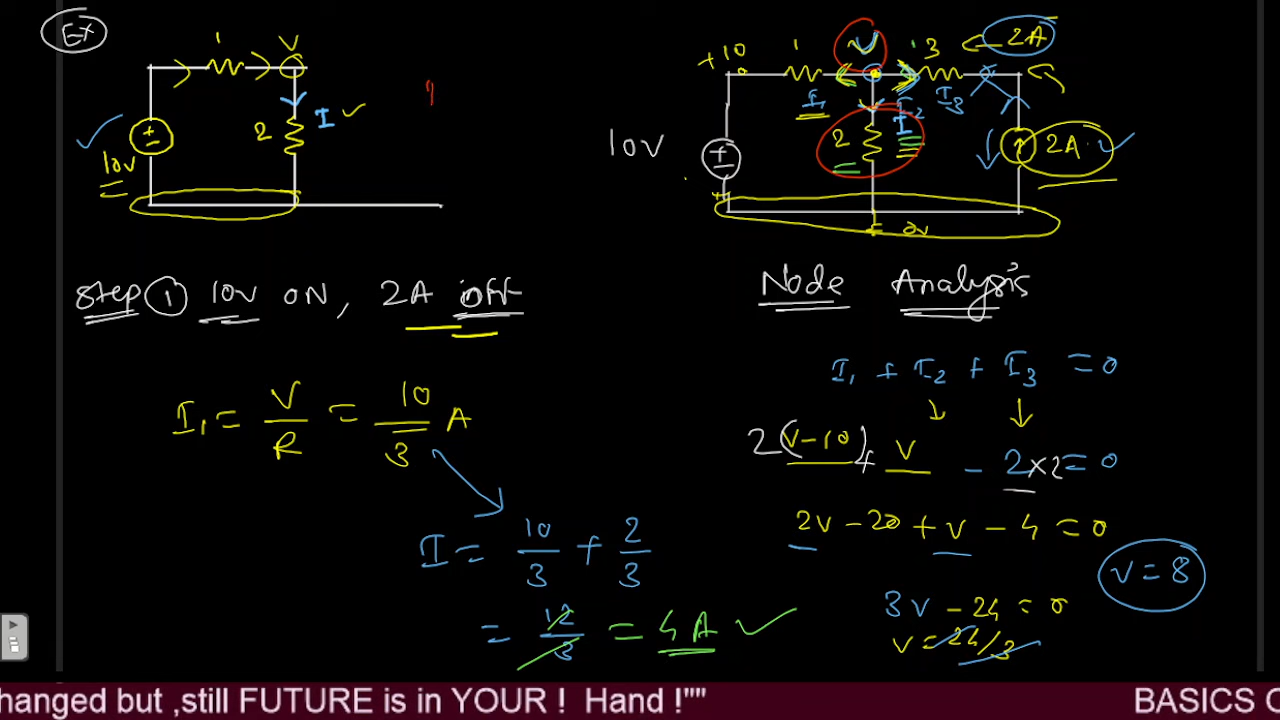 Ex
1 V
2 I
10V
+10 1 V 3 2A
I1 I2 I3
10V 2 I 2A
0V
Step 1 10V ON, 2A off
Node Analysis
I1 = V/R = 10/3 A
I = 10/3 + 2/3
= 12/3 = 4A
I1 + I2 + I3 = 0
2(V-10) + V - 2×2 = 0
2V - 20 + V - 4 = 0
3V - 24 = 0
V = 24/3
V = 8
hanged but ,still FUTURE is in YOUR ! Hand !"" BASICS